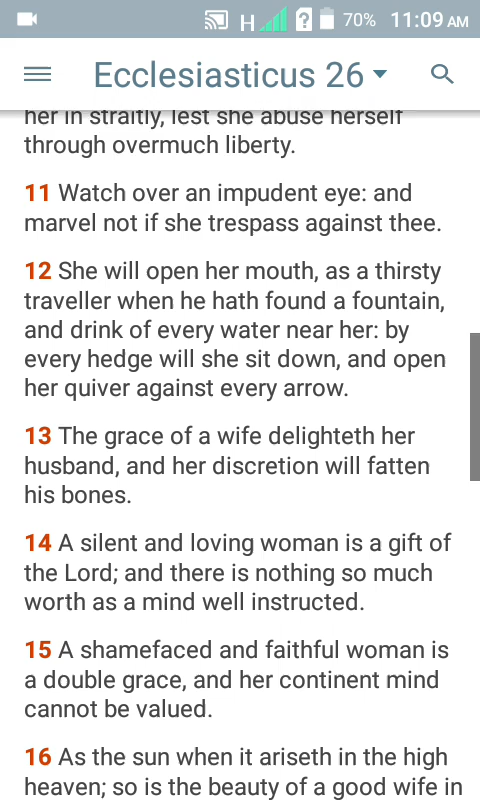 H ? 70% 11:09 AM
Ecclesiasticus 26
her in straitly, lest she abuse herself
through overmuch liberty.
11 Watch over an impudent eye: and
marvel not if she trespass against thee.
12 She will open her mouth, as a thirsty
traveller when he hath found a fountain,
and drink of every water near her: by
every hedge will she sit down, and open
her quiver against every arrow.
13 The grace of a wife delighteth her
husband, and her discretion will fatten
his bones.
14 A silent and loving woman is a gift of
the Lord; and there is nothing so much
worth as a mind well instructed.
15 A shamefaced and faithful woman is
a double grace, and her continent mind
cannot be valued.
16 As the sun when it ariseth in the high
heaven; so is the beauty of a good wife in